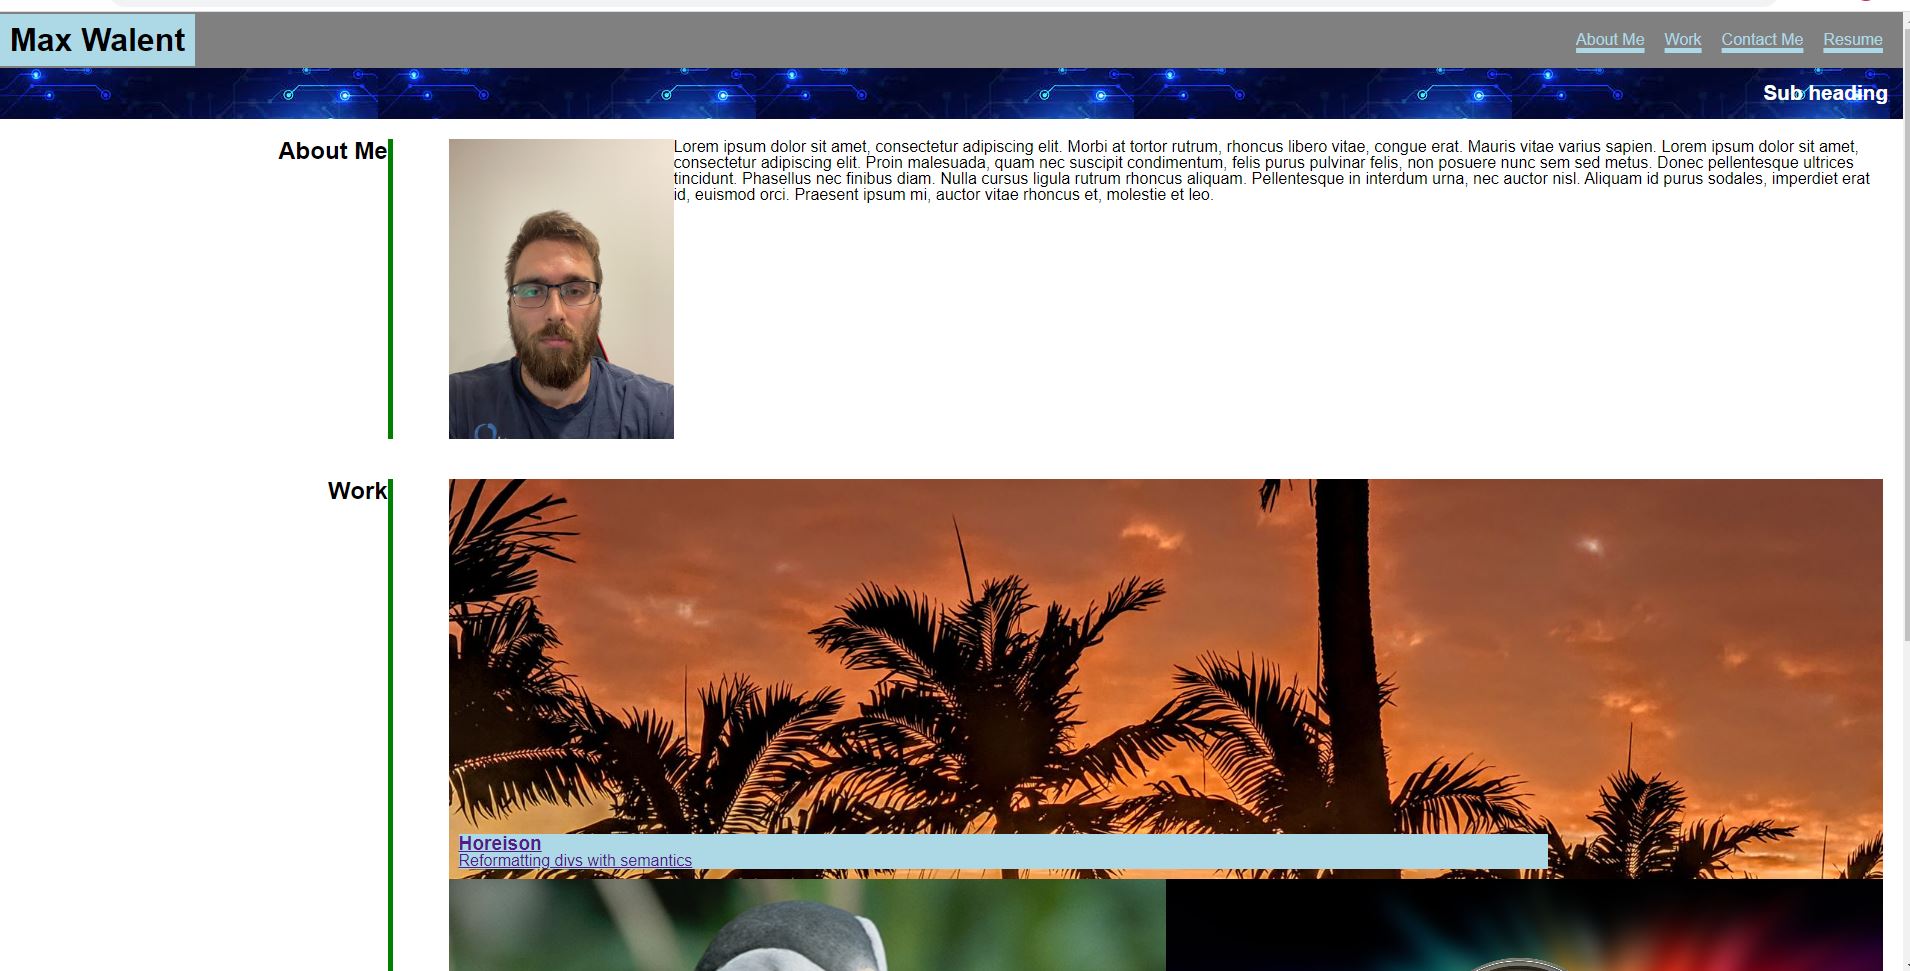 Max Walent
About Me Work Contact Me Resume
Sub heading
About Me
Lorem ipsum dolor sit amet, consectetur adipiscing elit. Morbi at tortor rutrum, rhoncus libero vitae, congue erat. Mauris vitae varius sapien. Lorem ipsum dolor sit amet,
consectetur adipiscing elit. Proin malesuada, quam nec suscipit condimentum, felis purus pulvinar felis, non posuere nunc sem sed metus. Donec pellentesque ultrices
tincidunt. Phasellus nec finibus diam. Nulla cursus ligula rutrum rhoncus aliquam. Pellentesque in interdum urna, nec auctor nisl. Aliquam id purus sodales, imperdiet erat
id, euismod orci. Praesent ipsum mi, auctor vitae rhoncus et, molestie et leo.
Work
Horeison
Reformatting divs with semantics